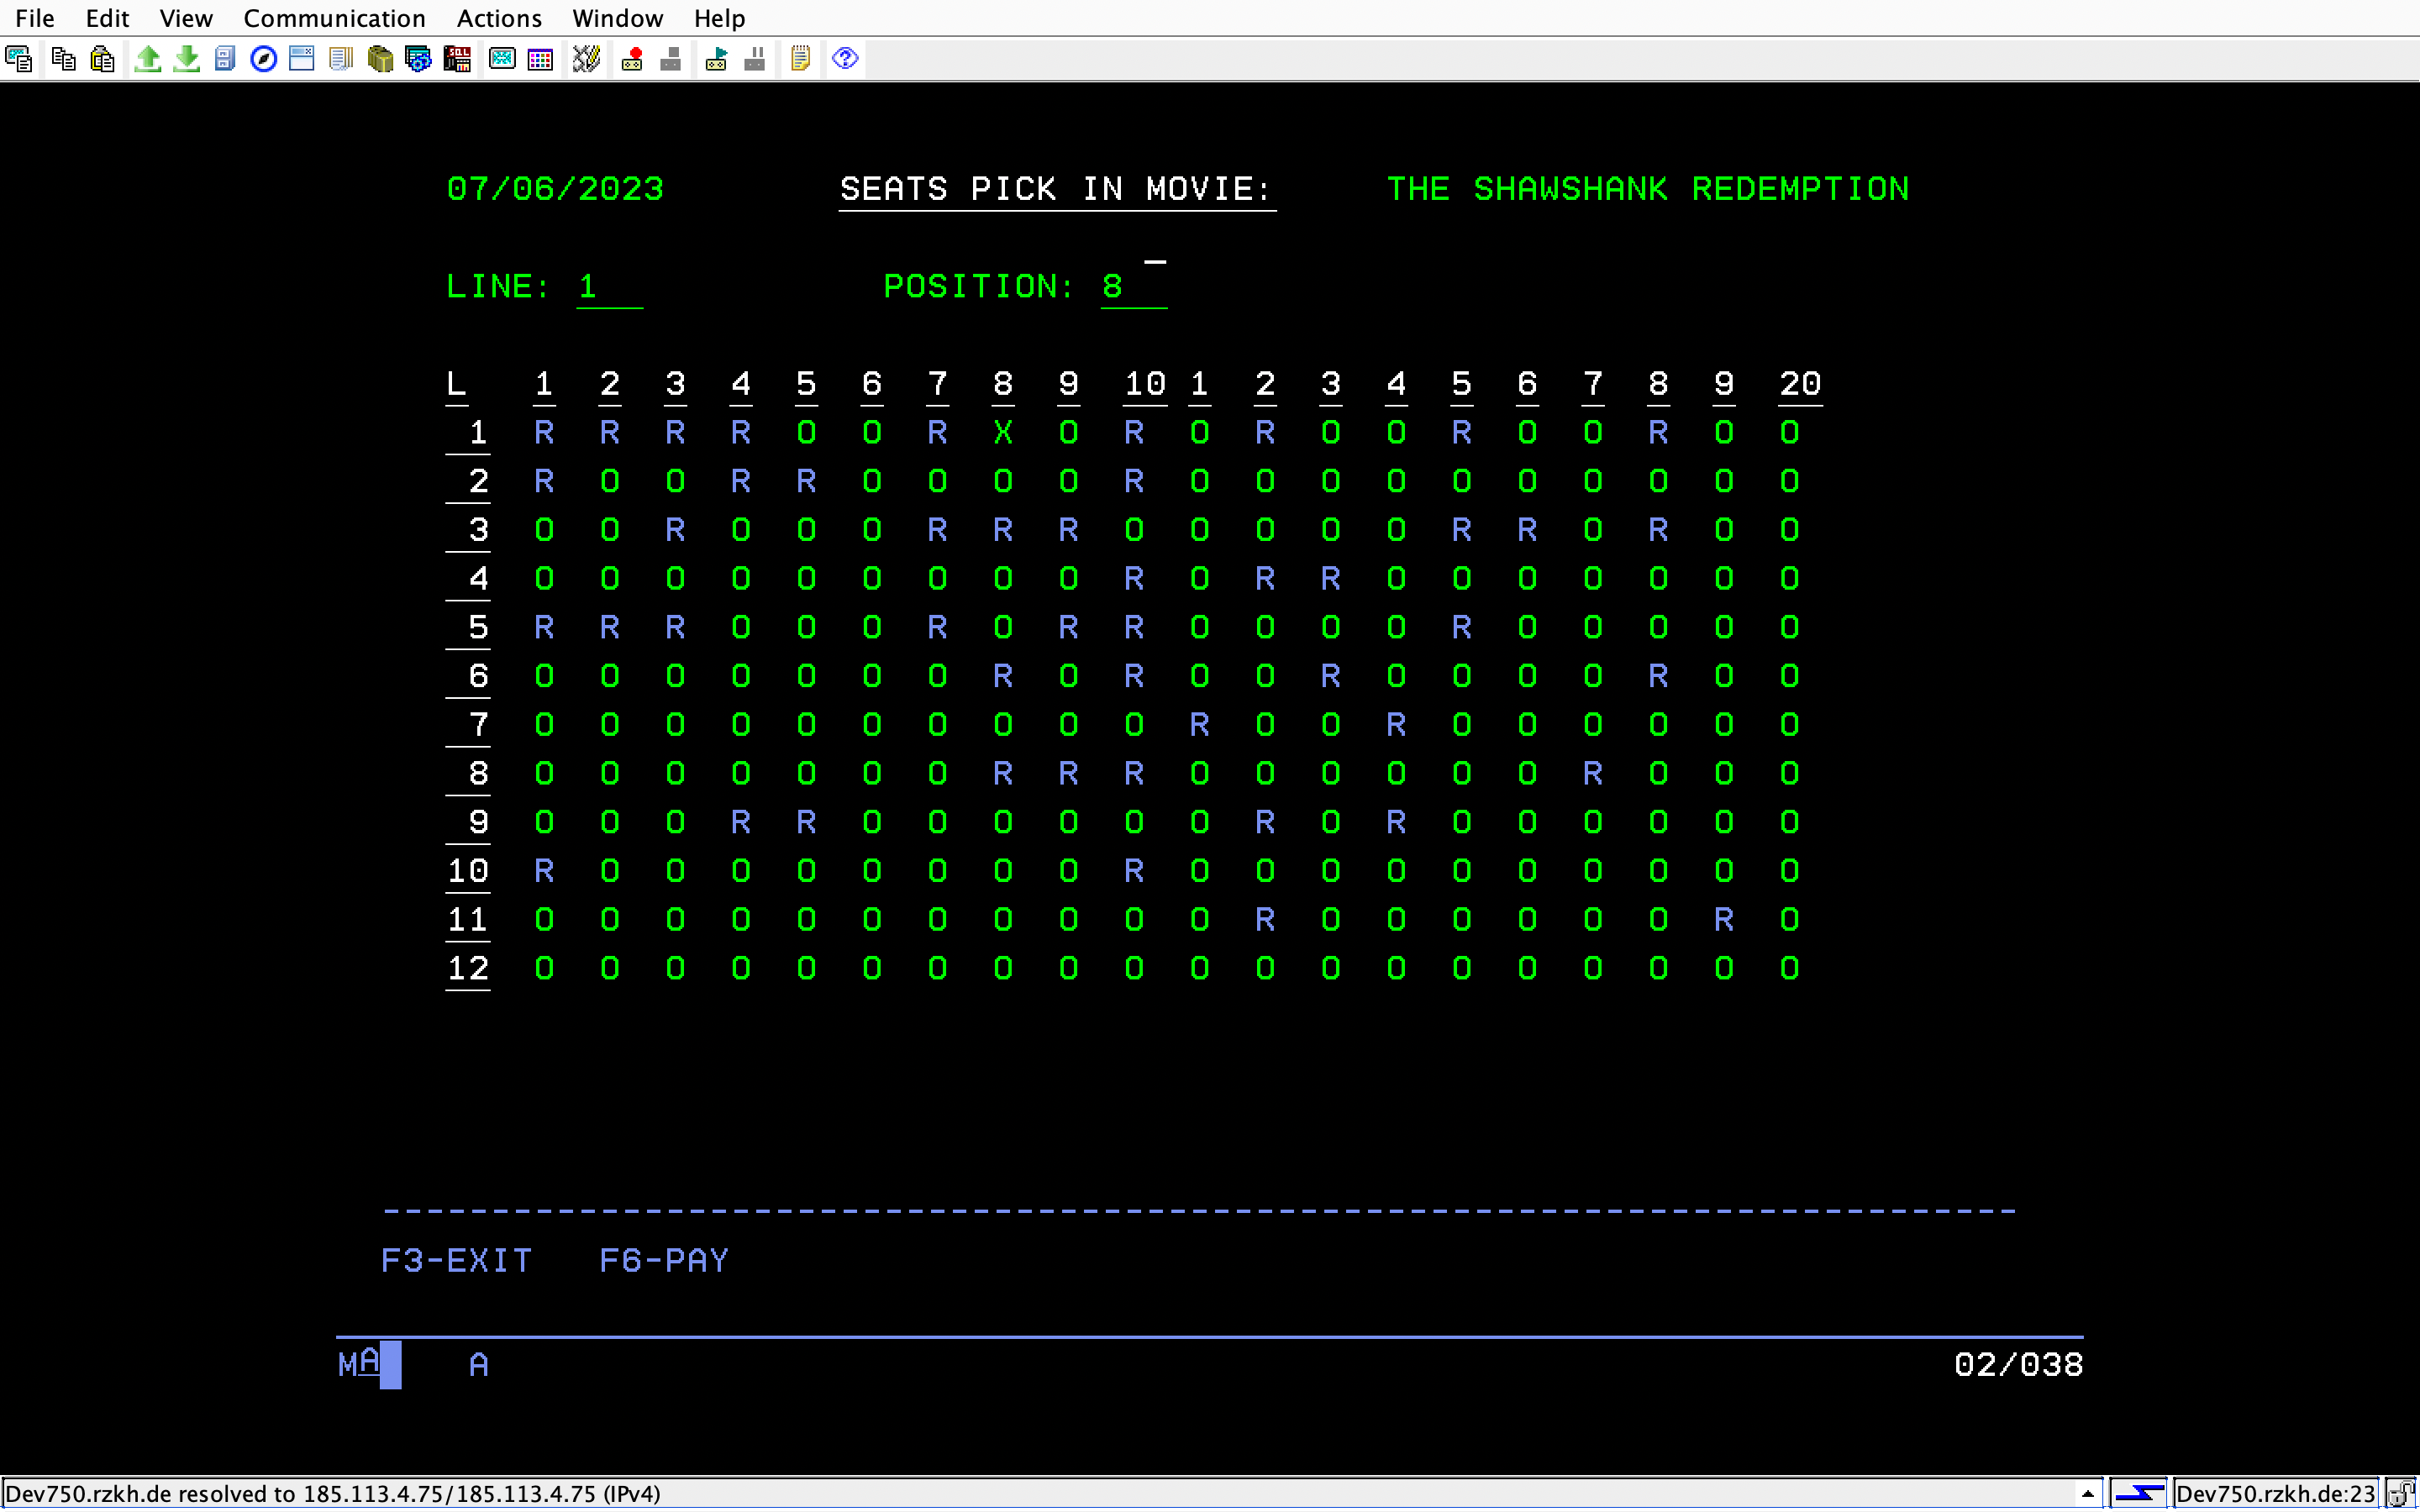 File Edit View Communication Actions Window Help
07/06/2023 SEATS PICK IN MOVIE: THE SHAWSHANK REDEMPTION
LINE: 1 POSITION: 8
L 1 2 3 4 5 6 7 8 9 10 1 2 3 4 5 6 7 8 9 20
1 R R R R O O R X O R O R O O R O O R O O
2 R O O R R O O O O R O O O O O O O O O O
3 O O R O O O R R R O O O O O R R O R O O
4 O O O O O O O O O R O R R O O O O O O O
5 R R R O O O R O R R O O O O R O O O O O
6 O O O O O O O R O R O O R O O O O R O O
7 O O O O O O O O O O R O O R O O O O O O
8 O O O O O O O R R R O O O O O O R O O O
9 O O O R R O O O O O O R O R O O O O O O
10 R O O O O O O O O R O O O O O O O O O O
11 O O O O O O O O O O O R O O O O O O R O
12 O O O O O O O O O O O O O O O O O O O O
F3-EXIT F6-PAY
MA A 02/038
Dev750.rzkh.de resolved to 185.113.4.75/185.113.4.75 (IPv4) Dev750.rzkh.de:23